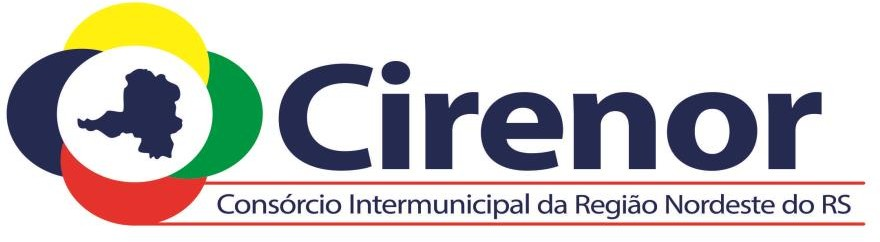 Cirenor
Consórcio Intermunicipal da Região Nordeste do RS